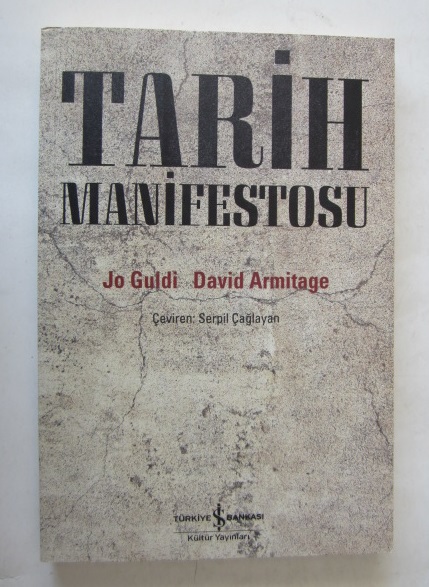 TARİH
MANİFESTOSU
Jo Guldi David Armitage
Çeviren: Serpil Çağlayan
TÜRKİYE İŞ BANKASI
Kültür Yayınları